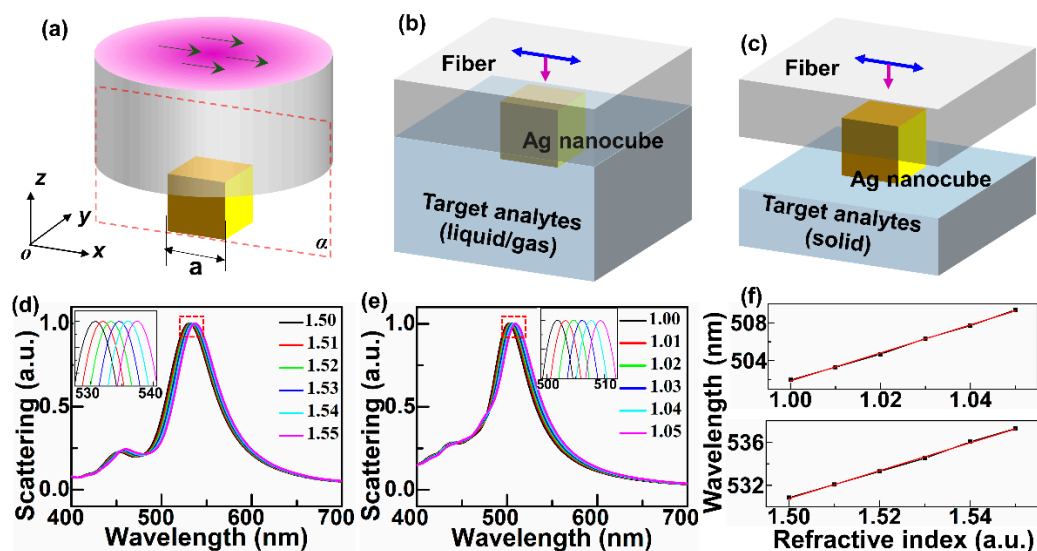 (a)
z
y
o
x
a
α
(b)
Fiber
Ag nanocube
Target analytes
(liquid/gas)
(c)
Fiber
Ag nanocube
Target analytes
(solid)
(d)
Scattering (a.u.)
1.0
0.5
0.0
400 500 600 700
Wavelength (nm)
530 540
1.50
1.51
1.52
1.53
1.54
1.55
(e)
Scattering (a.u.)
1.0
0.5
0.0
400 500 600 700
Wavelength (nm)
500 510
1.00
1.01
1.02
1.03
1.04
1.05
(f)
Wavelength (nm)
508
504
1.00 1.02 1.04
536
532
1.50 1.52 1.54
Refractive index (a.u.)